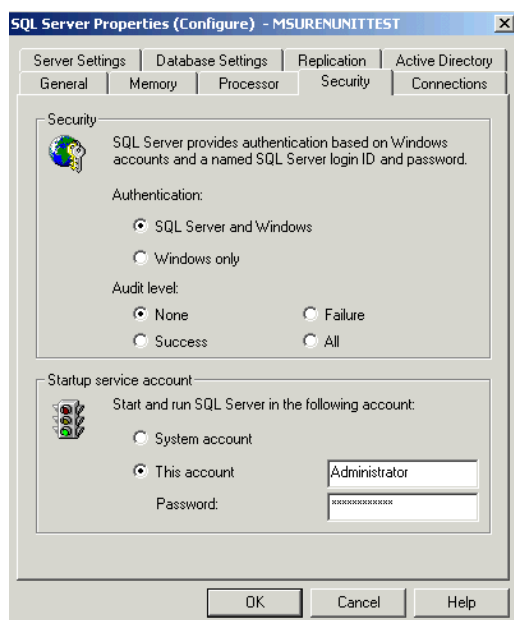 SQL Server Properties (Configure) - MSURENUNITTEST
Server Settings Database Settings Replication Active Directory
General Memory Processor Security Connections
Security
SQL Server provides authentication based on Windows
accounts and a named SQL Server login ID and password.
Authentication:
SQL Server and Windows
Windows only
Audit level:
None Failure
Success All
Startup service account
Start and run SQL Server in the following account:
System account
This account Administrator
Password: ************
OK Cancel Help